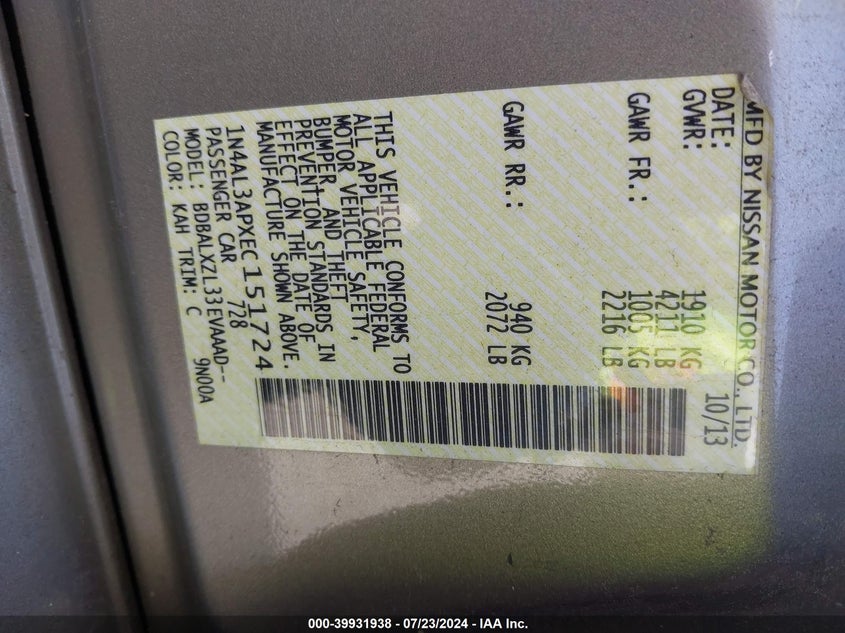 MFD BY NISSAN MOTOR CO., LTD.
DATE: 10/13
GVWR: 1910 KG
4211 LB
GAWR FR.: 1005 KG
2216 LB
GAWR RR.: 940 KG
2072 LB
THIS VEHICLE CONFORMS TO
ALL APPLICABLE FEDERAL
MOTOR VEHICLE SAFETY,
BUMPER, AND THEFT
PREVENTION STANDARDS IN
EFFECT ON THE DATE OF
MANUFACTURE SHOWN ABOVE.
1N4AL3APXEC151724
PASSENGER CAR 728
MODEL: BDBALXZL33EVAAAD--
COLOR: KAH TRIM: C 9N00A
000-39931938 - 07/23/2024 - IAA Inc.